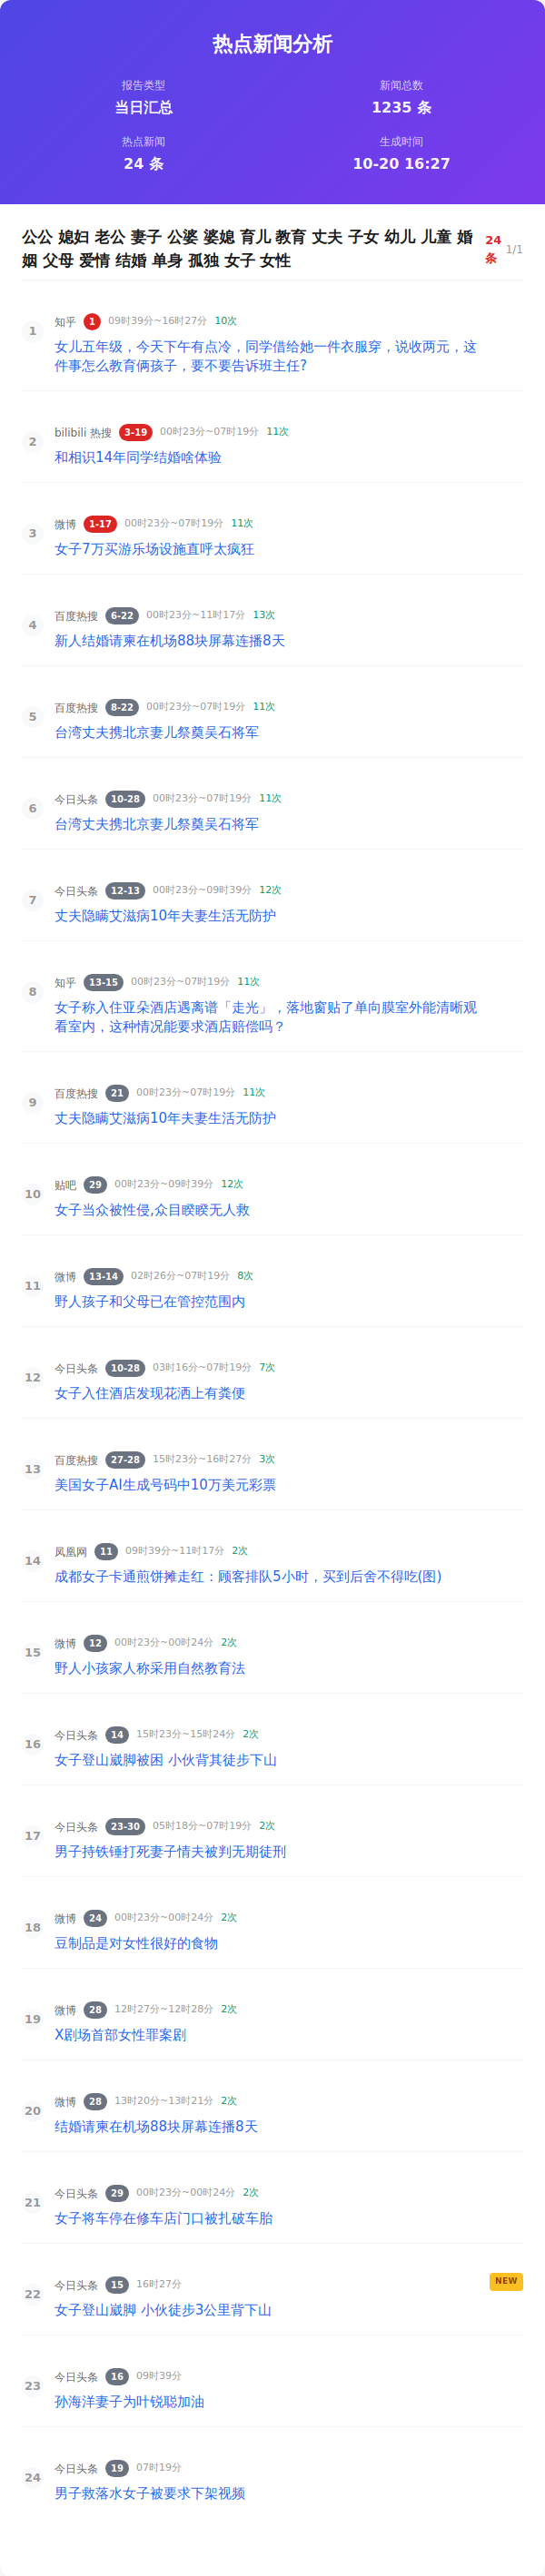 热点新闻分析
报告类型
当日汇总
新闻总数
1235 条
热点新闻
24 条
生成时间
10-20 16:27
公公 媳妇 老公 妻子 公婆 婆媳 育儿 教育 丈夫 子女 幼儿 儿童 婚
姻 父母 爱情 结婚 单身 孤独 女子 女性
24
条
1/1
1
知乎 1 09时39分~16时27分 10次
女儿五年级，今天下午有点冷，同学借给她一件衣服穿，说收两元，这
件事怎么教育俩孩子，要不要告诉班主任?
2
bilibili 热搜 3-19 00时23分~07时19分 11次
和相识14年同学结婚啥体验
3
微博 1-17 00时23分~07时19分 11次
女子7万买游乐场设施直呼太疯狂
4
百度热搜 6-22 00时23分~11时17分 13次
新人结婚请柬在机场88块屏幕连播8天
5
百度热搜 8-22 00时23分~07时19分 11次
台湾丈夫携北京妻儿祭奠吴石将军
6
今日头条 10-28 00时23分~07时19分 11次
台湾丈夫携北京妻儿祭奠吴石将军
7
今日头条 12-13 00时23分~09时39分 12次
丈夫隐瞒艾滋病10年夫妻生活无防护
8
知乎 13-15 00时23分~07时19分 11次
女子称入住亚朵酒店遇离谱「走光」，落地窗贴了单向膜室外能清晰观
看室内，这种情况能要求酒店赔偿吗？
9
百度热搜 21 00时23分~07时19分 11次
丈夫隐瞒艾滋病10年夫妻生活无防护
10
贴吧 29 00时23分~09时39分 12次
女子当众被性侵,众目睽睽无人救
11
微博 13-14 02时26分~07时19分 8次
野人孩子和父母已在管控范围内
12
今日头条 10-28 03时16分~07时19分 7次
女子入住酒店发现花洒上有粪便
13
百度热搜 27-28 15时23分~16时27分 3次
美国女子AI生成号码中10万美元彩票
14
凤凰网 11 09时39分~11时17分 2次
成都女子卡通煎饼摊走红：顾客排队5小时，买到后舍不得吃(图)
15
微博 12 00时23分~00时24分 2次
野人小孩家人称采用自然教育法
16
今日头条 14 15时23分~15时24分 2次
女子登山崴脚被困 小伙背其徒步下山
17
今日头条 23-30 05时18分~07时19分 2次
男子持铁锤打死妻子情夫被判无期徒刑
18
微博 24 00时23分~00时24分 2次
豆制品是对女性很好的食物
19
微博 28 12时27分~12时28分 2次
X剧场首部女性罪案剧
20
微博 28 13时20分~13时21分 2次
结婚请柬在机场88块屏幕连播8天
21
今日头条 29 00时23分~00时24分 2次
女子将车停在修车店门口被扎破车胎
22
今日头条 15 16时27分
NEW
女子登山崴脚 小伙徒步3公里背下山
23
今日头条 16 09时39分
孙海洋妻子为叶锐聪加油
24
今日头条 19 07时19分
男子救落水女子被要求下架视频